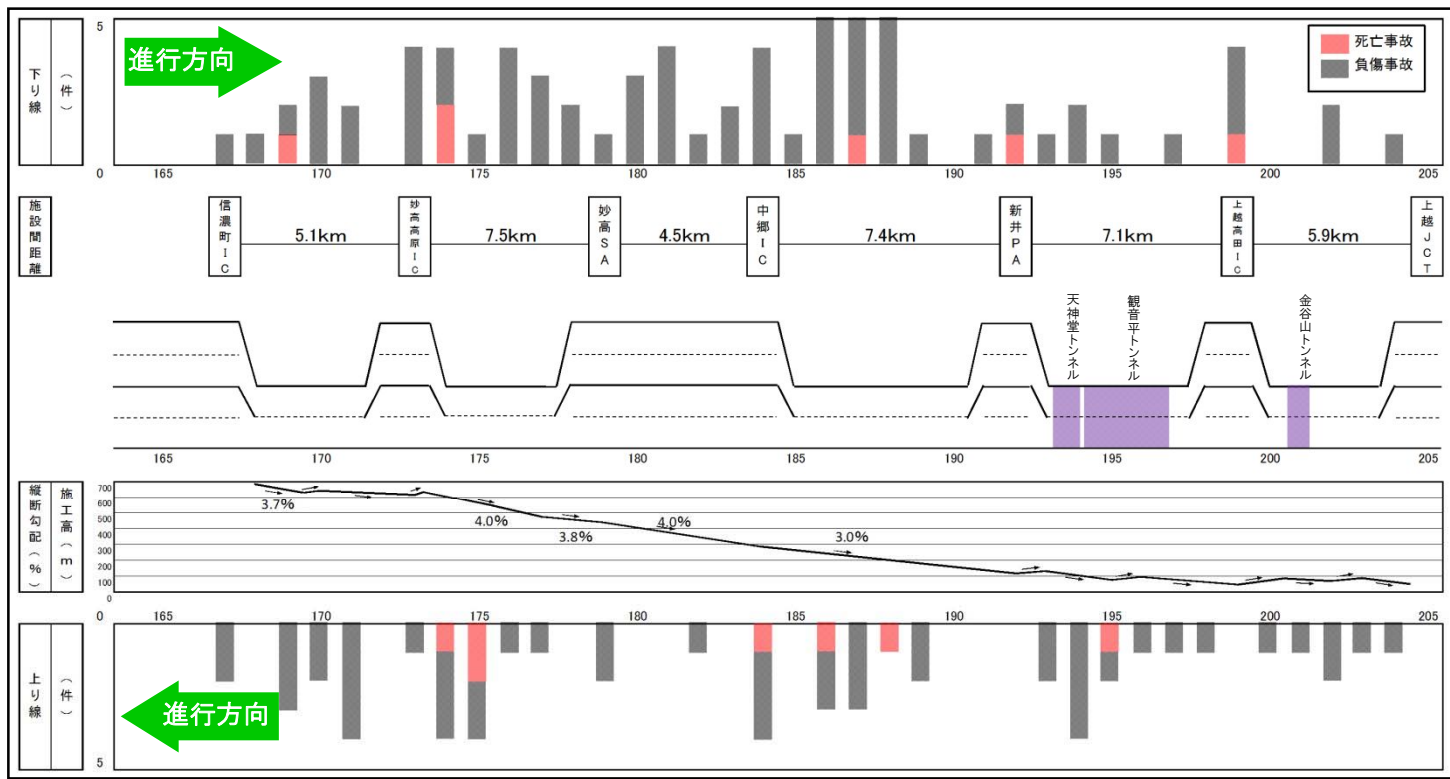 下り線
（件）
5
0
進行方向
死亡事故
負傷事故
165 170 175 180 185 190 195 200 205
施設間距離
信濃町IC
5.1km
妙高高原IC
7.5km
妙高SA
4.5km
中郷IC
7.4km
新井PA
7.1km
上越高田IC
5.9km
上越JCT
天神堂トンネル
観音平トンネル
金谷山トンネル
165 170 175 180 185 190 195 200 205
縦断勾配（%）
施工高（m）
700
600
500
400
300
200
100
0
3.7%
4.0%
3.8%
4.0%
3.0%
0 165 170 175 180 185 190 195 200 205
上り線
（件）
進行方向
5